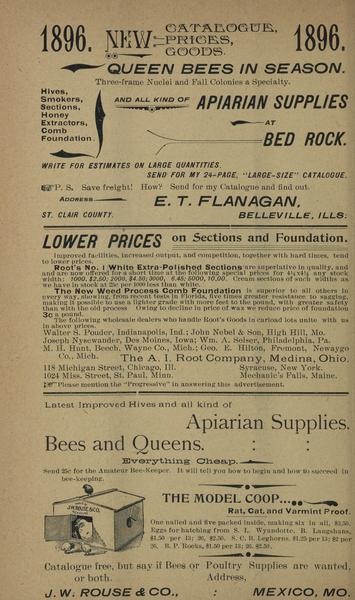 1896. NEW CATALOGUE, PRICES, GOODS. 1896.
QUEEN BEES IN SEASON.
Three-frame Nuclei and Fall Colonies a Specialty.
Hives,
Smokers,
Sections,
Honey
Extractors,
Comb
Foundation.
AND ALL KIND OF APIARIAN SUPPLIES
AT
BED ROCK.
WRITE FOR ESTIMATES ON LARGE QUANTITIES.
SEND FOR MY 24-PAGE, "LARGE-SIZE" CATALOGUE.
☞ P. S. Save freight! How? Send for my Catalogue and find out.
ADDRESS E. T. FLANAGAN,
ST. CLAIR COUNTY. BELLEVILLE, ILLS.
LOWER PRICES on Sections and Foundation.
Improved facilities, increased output, and competition, together with hard times, tend
to lower prices.
Root's No. 1 White Extra-Polished Sections are superlative in quality, and
and are now offered for a short time at the following special prices for 4¼x4¼ any stock
width: 1000, $2.50; 2000, $4.50; 3000, 6.45; 5000, 10.00. Cream sections of such widths as
we have in stock at 50c per 1000 less than white.
The New Weed Process Comb Foundation is superior to all others in
every way, showing, from recent tests in Florida, five times greater resistance to sagging,
making it possible to use a lighter grade with more feet to the pound, with greater safety
than with the old process Owing to decline in price of wax we reduce price of foundation
3c a pound.
The following wholesale dealers who handle Root's Goods in carload lots unite with us
in above prices.
Walter S. Pouder, Indianapolis, Ind.; John Nebel & Son, High Hill, Mo.
Joseph Nysewander, Des Moines, Iowa; Wm. A. Selser, Philadelphia, Pa.
M. H. Hunt, Beech, Wayne Co., Mich.; Geo. E. Hilton, Fremont, Newaygo
Co., Mich. The A. I. Root Company, Medina, Ohio.
118 Michigan Street, Chicago, Ill. Syracuse, New York.
1024 Miss. Street, St. Paul, Minn. Mechanic's Falls, Maine.
☞ Please mention the "Progressive" in answering this advertisement.
Latest Improved Hives and all kind of
Apiarian Supplies.
Bees and Queens. : : :
Everything Cheap.
Send 25c for the Amateur Bee-Keeper. It will tell you how to begin and how to succeed in
bee-keeping.
J.W. ROUSE & CO.
THE MODEL COOP...
Rat, Cat, and Varmint Proof.
One nailed and five packed inside, making six in all, $3.50.
Eggs for hatching from S. L. Wyandotte, B. Langshans,
$1.50 per 13; 26, $2.50. S. C. B. Leghorns, $1.25 per 13; $2 per
26. B. P. Rocks, $1.50 per 13; 26, $2.50.
Catalogue free, but say if Bees or Poultry Supplies are wanted,
or both. Address,
J. W. ROUSE & CO., : MEXICO, MO.